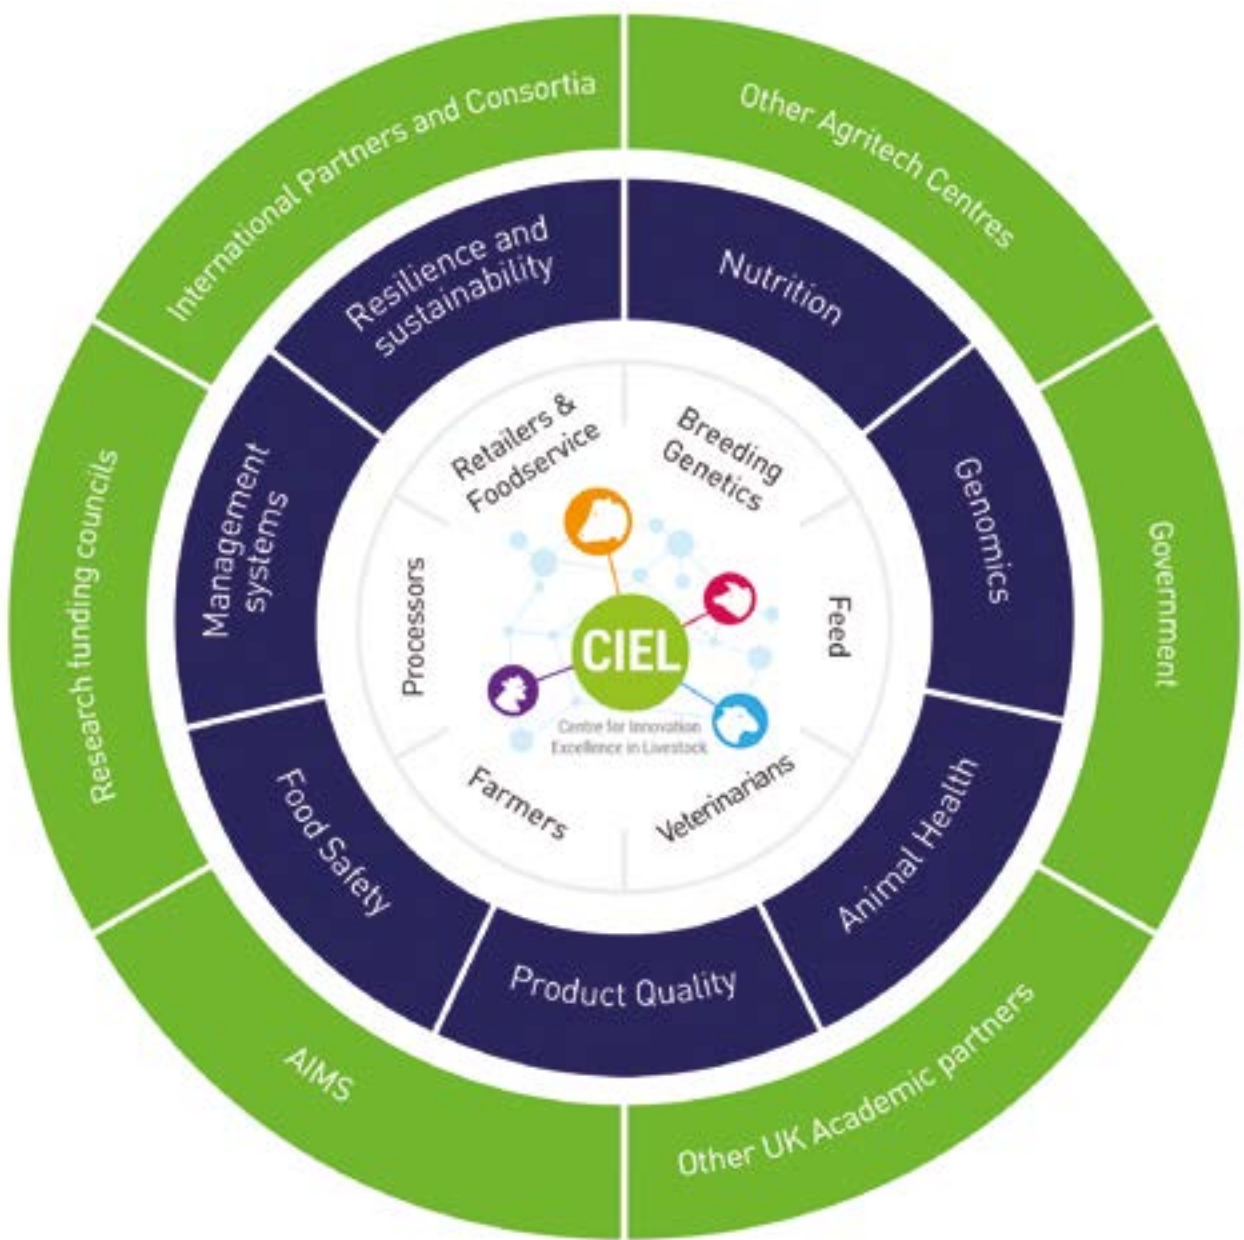 International Partners and Consortia
Other Agritech Centres
Government
Other UK Academic partners
AIMS
Research funding councils
Resilience and
sustainability
Nutrition
Genomics
Animal Health
Product Quality
Food Safety
Management
systems
Retailers &
Foodservice
Breeding
Genetics
Feed
Veterinarians
Farmers
Processors
CIEL
Centre for Innovation
Excellence in Livestock